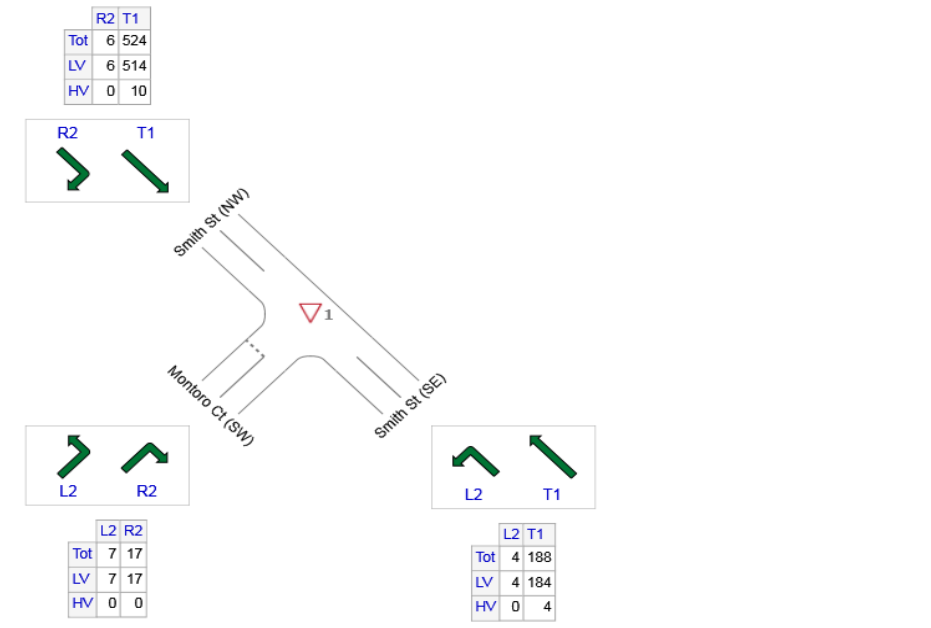 R2 T1
Tot 6 524
LV 6 514
HV 0 10
R2 T1
Smith St (NW)
1
Montoro Ct (SW)
Smith St (SE)
L2 R2
L2 T1
L2 R2
Tot 7 17
LV 7 17
HV 0 0
L2 T1
Tot 4 188
LV 4 184
HV 0 4